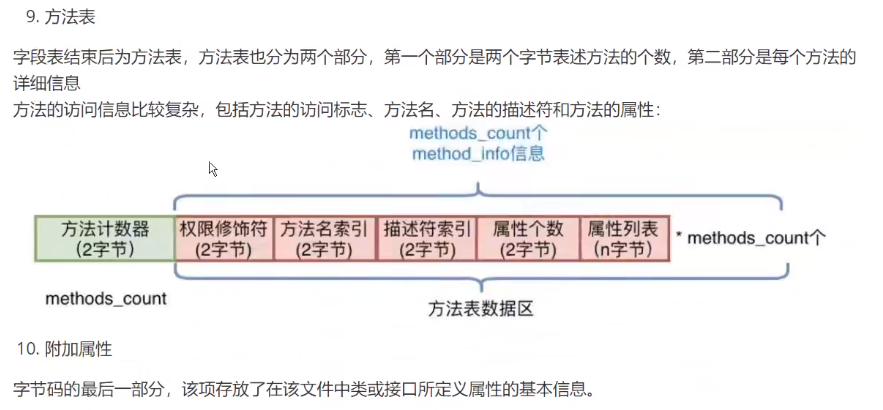 9. 方法表
字段表结束后为方法表，方法表也分为两个部分，第一个部分是两个字节表述方法的个数，第二部分是每个方法的
详细信息
方法的访问信息比较复杂，包括方法的访问标志、方法名、方法的描述符和方法的属性：
methods_count个
method_info信息
方法计数器 权限修饰符 方法名索引 描述符索引 属性个数 属性列表
（2字节） (2字节) (2字节) (2字节) (2字节) （n字节）
* methods_count个
methods_count
方法表数据区
10. 附加属性
字节码的最后一部分，该项存放了在该文件中类或接口所定义属性的基本信息。